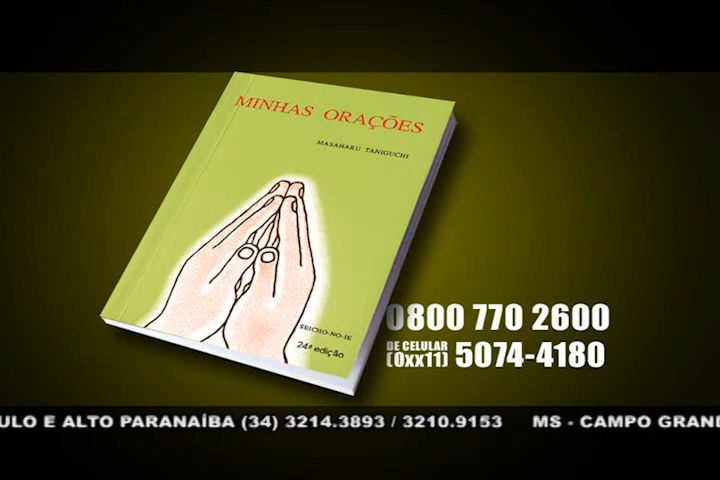 MINHAS ORAÇÕES
MASAHARU TANIGUCHI
SEICHO-NO-IE
24ª edição
0800 770 2600
DE CELULAR
(0xx11) 5074-4180
ULO E ALTO PARANAÍBA (34) 3214.3893 / 3210.9153 MS - CAMPO GRAND